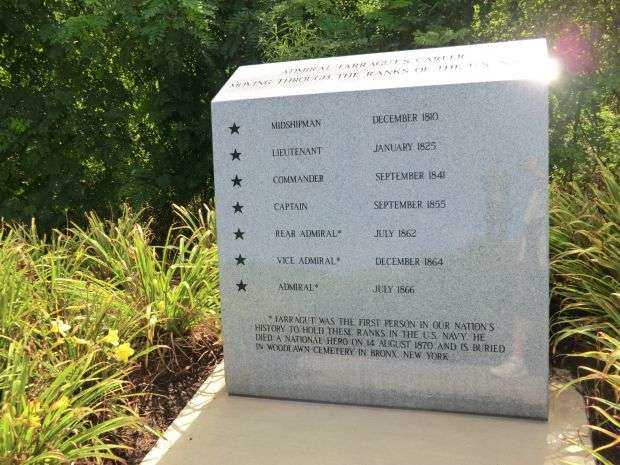 ADMIRAL FARRAGUT'S CAREER
MOVING THROUGH THE RANKS OF THE U.S.
★ MIDSHIPMAN DECEMBER 1810
★ LIEUTENANT JANUARY 1825
★ COMMANDER SEPTEMBER 1841
★ CAPTAIN SEPTEMBER 1855
★ REAR ADMIRAL* JULY 1862
★ VICE ADMIRAL* DECEMBER 1864
★ ADMIRAL* JULY 1866
* FARRAGUT WAS THE FIRST PERSON IN OUR NATION'S
HISTORY TO HOLD THESE RANKS IN THE U.S. NAVY. HE
DIED A NATIONAL HERO ON 14 AUGUST 1870 AND IS BURIED
IN WOODLAWN CEMETERY IN BRONX, NEW YORK.